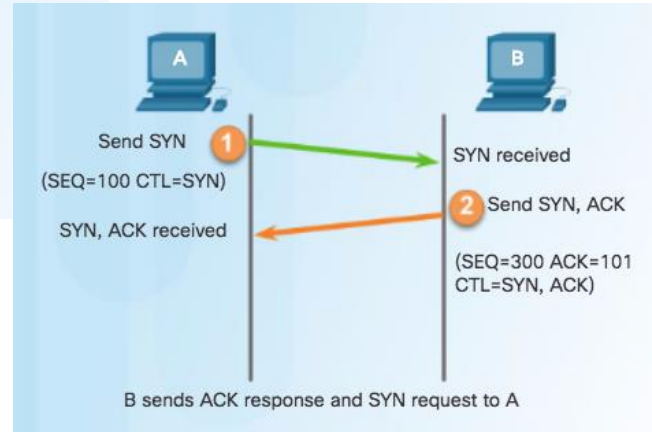 A
B
Send SYN
1
SYN received
(SEQ=100 CTL=SYN)
2
Send SYN, ACK
SYN, ACK received
(SEQ=300 ACK=101
CTL=SYN, ACK)
B sends ACK response and SYN request to A